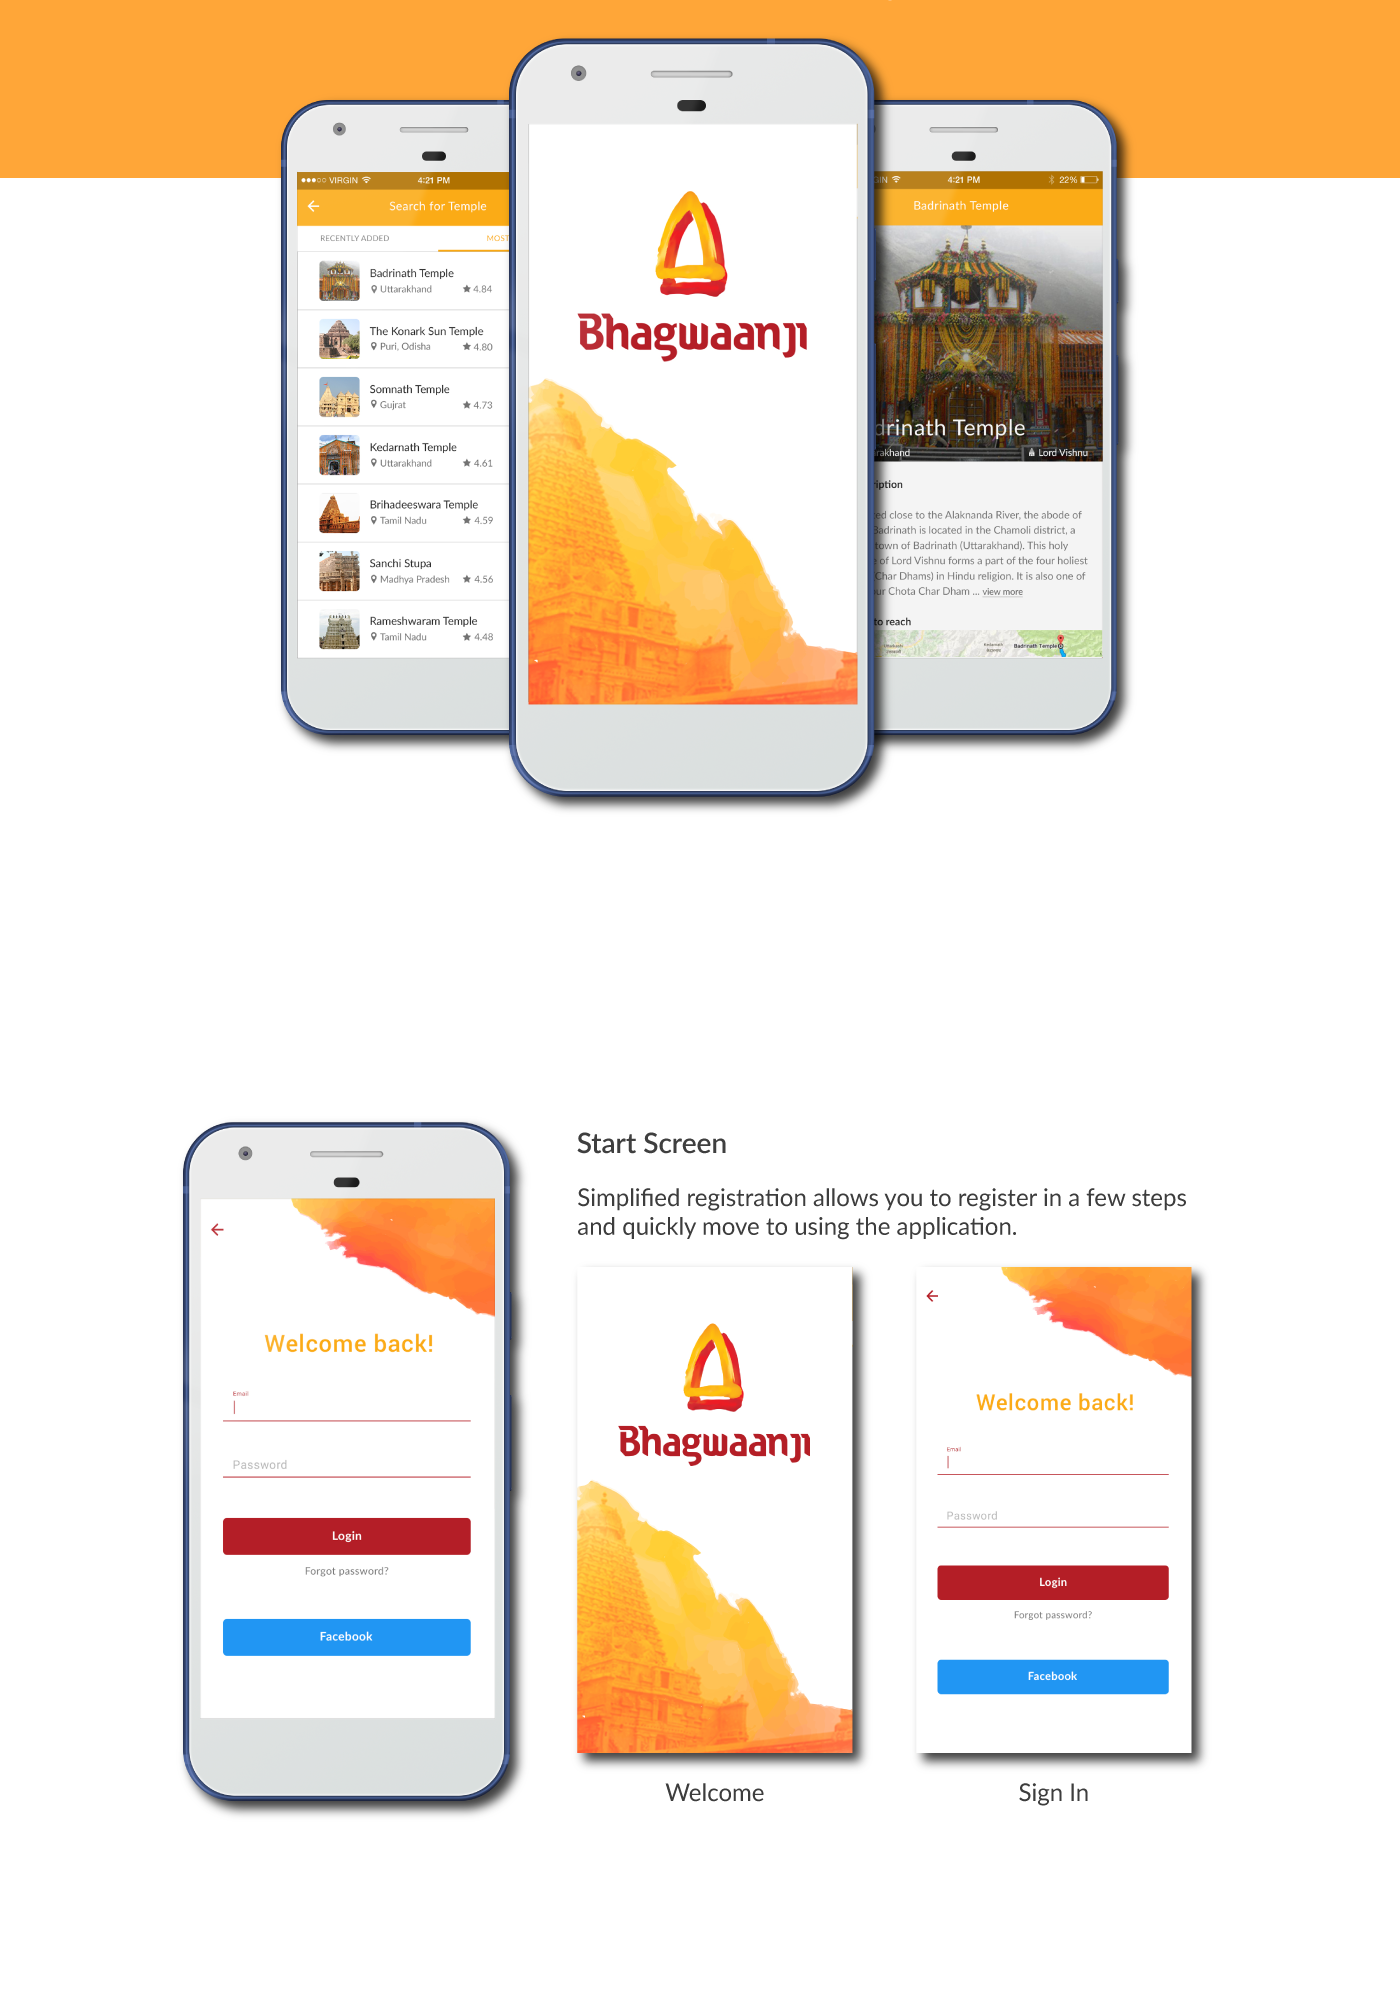 VIRGIN 4:21 PM
Search for Temple
RECENTLY ADDED MOST
Badrinath Temple
Uttarakhand 4.84
The Konark Sun Temple
Puri, Odisha 4.80
Somnath Temple
Gujrat 4.73
Kedarnath Temple
Uttarakhand 4.61
Brihadeeswara Temple
Tamil Nadu 4.59
Sanchi Stupa
Madhya Pradesh 4.56
Rameshwaram Temple
Tamil Nadu 4.48
Bhagwaanji
GIN 4:21 PM 22%
Badrinath Temple
drinath Temple
rakhand Lord Vishnu
ription
ed close to the Alaknanda River, the abode of
Badrinath is located in the Chamoli district, a
town of Badrinath (Uttarakhand). This holy
e of Lord Vishnu forms a part of the four holiest
Char Dhams) in Hindu religion. It is also one of
ur Chota Char Dham ... view more
to reach
Badrinath Temple
Welcome back!
Email
Password
Login
Forgot password?
Facebook
Start Screen
Simplified registration allows you to register in a few steps
and quickly move to using the application.
Bhagwaanji
Welcome
Welcome back!
Email
Password
Login
Forgot password?
Facebook
Sign In